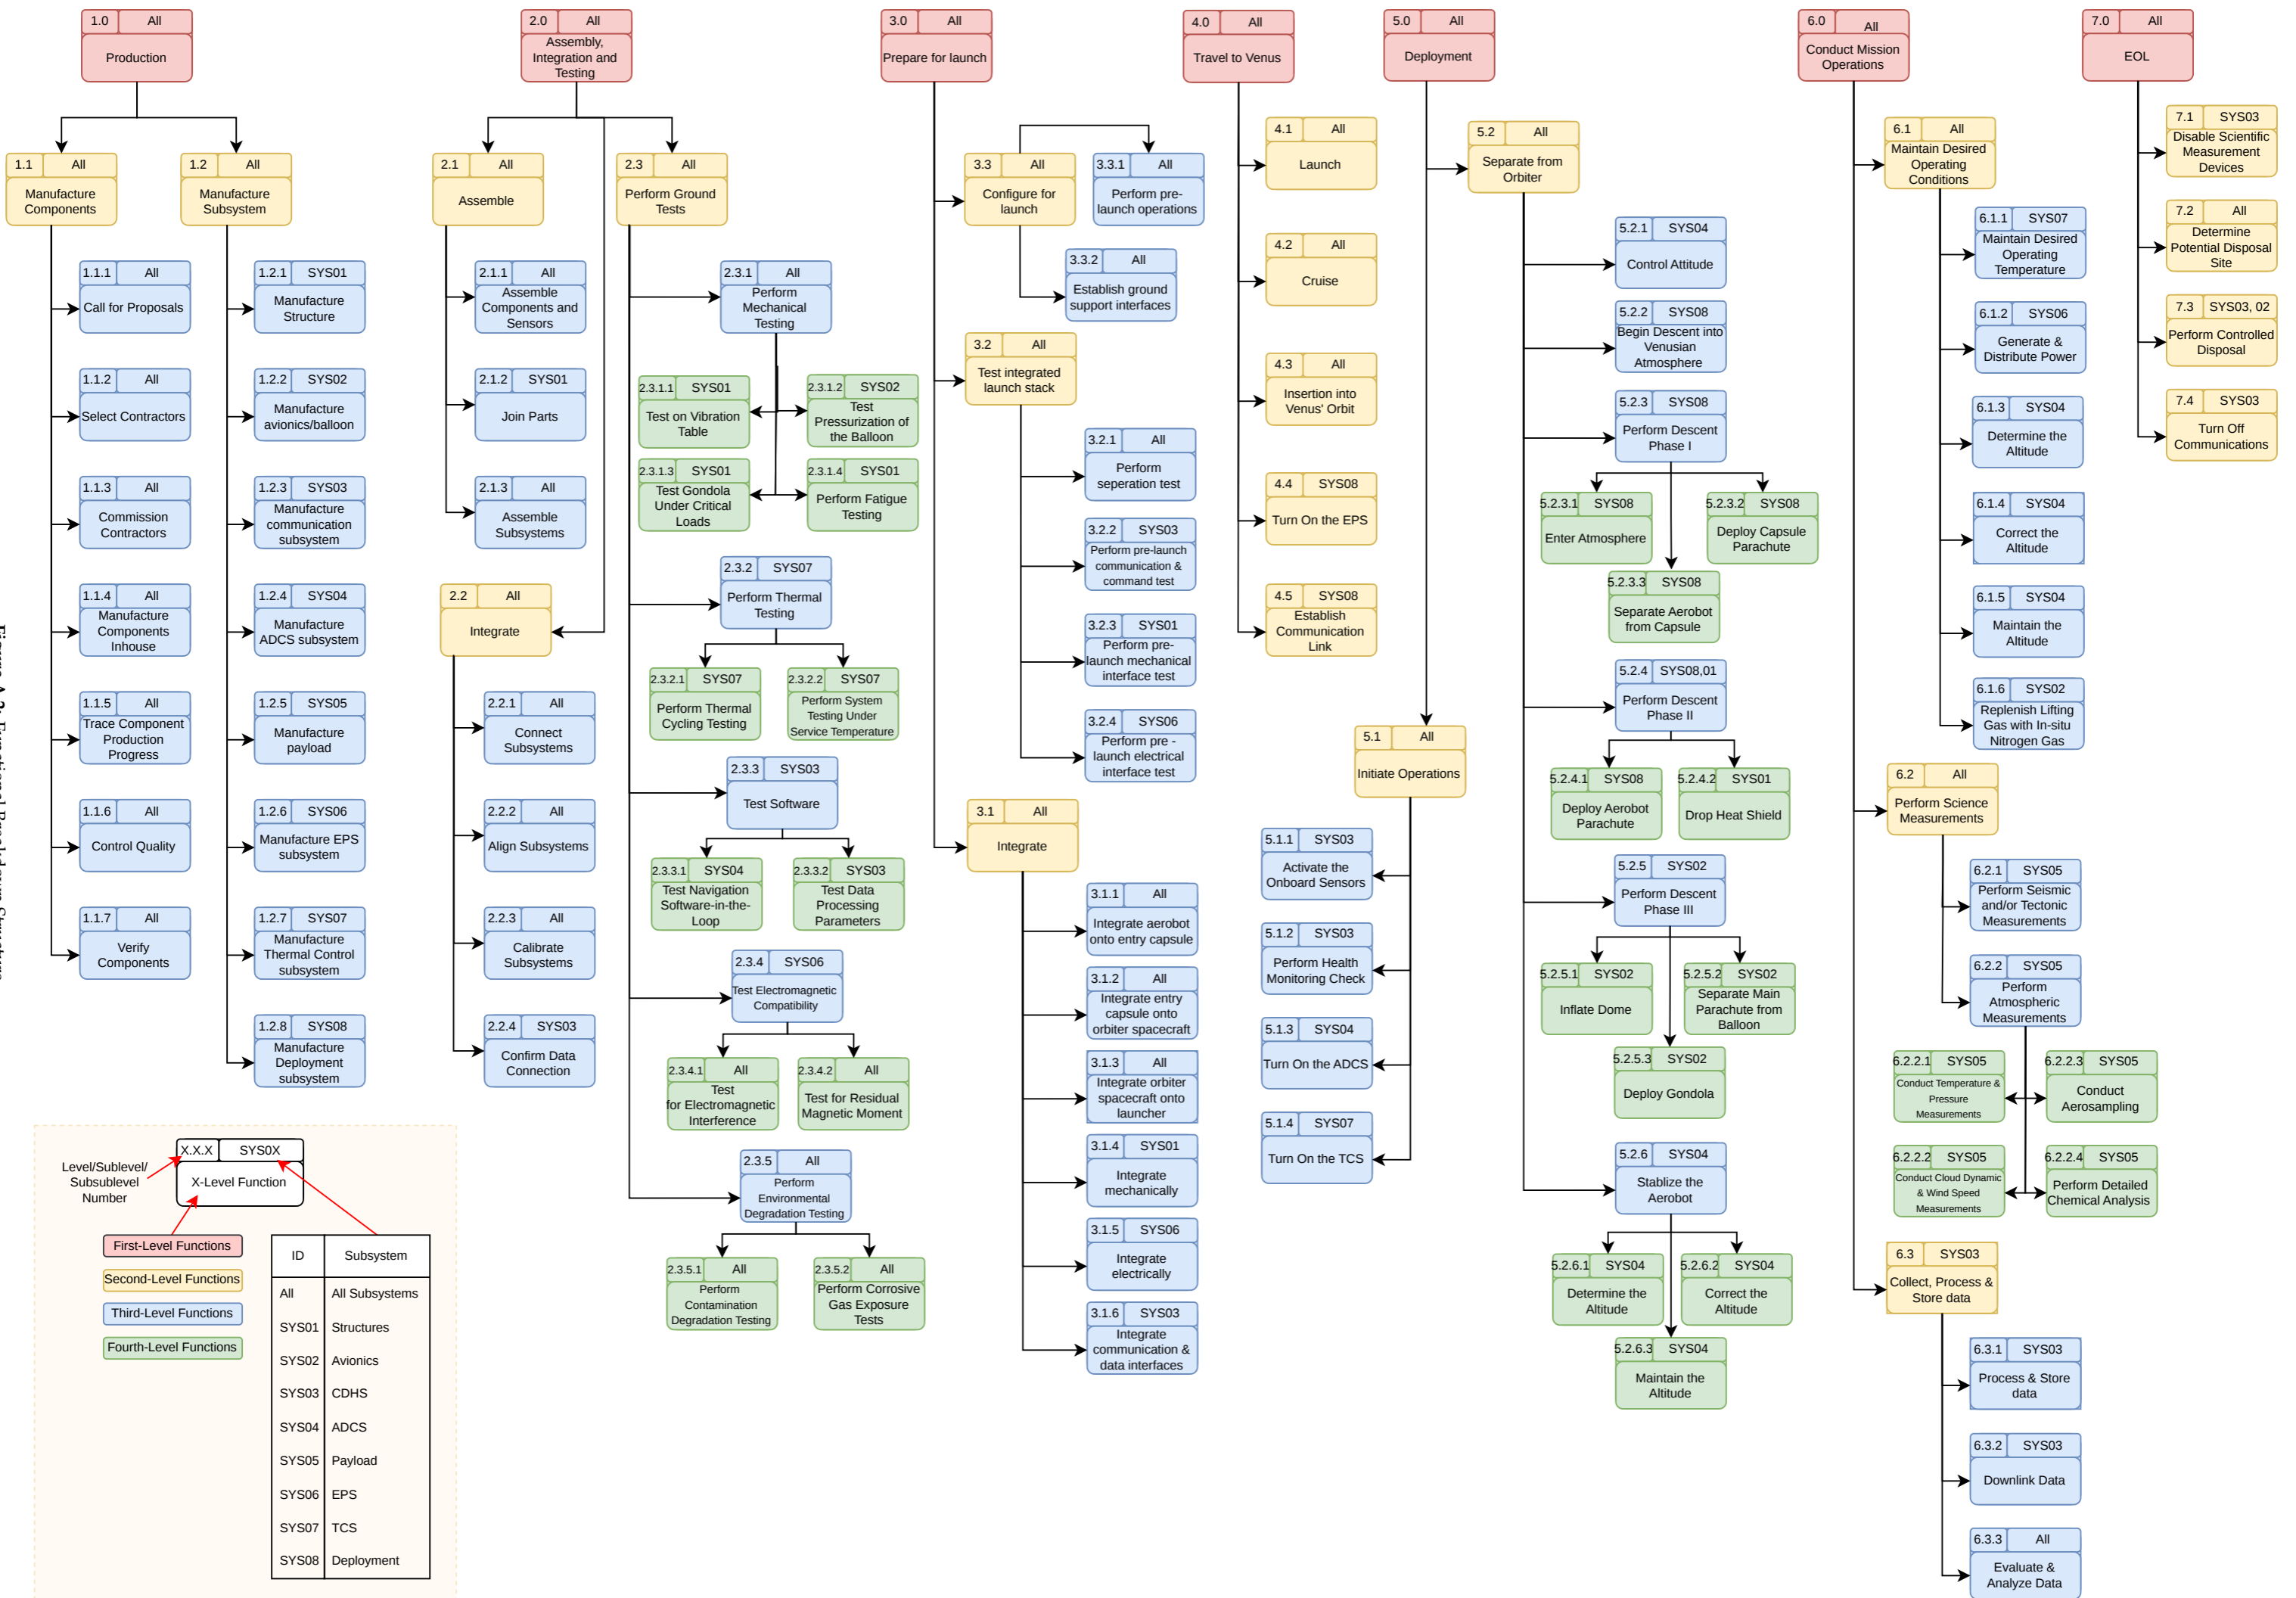 1.0 All
Production
1.1 All
Manufacture
Components
1.1.1 All
Call for Proposals
1.1.2 All
Select Contractors
1.1.3 All
Commission
Contractors
1.1.4 All
Manufacture
Components
Inhouse
1.1.5 All
Trace Component
Production
Progress
1.1.6 All
Control Quality
1.1.7 All
Verify
Components
1.2 All
Manufacture
Subsystem
1.2.1 SYS01
Manufacture
Structure
1.2.2 SYS02
Manufacture
avionics/balloon
1.2.3 SYS03
Manufacture
communication
subsystem
1.2.4 SYS04
Manufacture
ADCS subsystem
1.2.5 SYS05
Manufacture
payload
1.2.6 SYS06
Manufacture EPS
subsystem
1.2.7 SYS07
Manufacture
Thermal Control
subsystem
1.2.8 SYS08
Manufacture
Deployment
subsystem
2.0 All
Assembly,
Integration and
Testing
2.1 All
Assemble
2.1.1 All
Assemble
Components and
Sensors
2.1.2 SYS01
Join Parts
2.1.3 All
Assemble
Subsystems
2.2 All
Integrate
2.2.1 All
Connect
Subsystems
2.2.2 All
Align Subsystems
2.2.3 All
Calibrate
Subsystems
2.2.4 SYS03
Confirm Data
Connection
2.3 All
Perform Ground
Tests
2.3.1 All
Perform
Mechanical
Testing
2.3.1.1 SYS01
Test on Vibration
Table
2.3.1.2 SYS02
Test
Pressurization of
the Balloon
2.3.1.3 SYS01
Test Gondola
Under Critical
Loads
2.3.1.4 SYS01
Perform Fatigue
Testing
2.3.2 SYS07
Perform Thermal
Testing
2.3.2.1 SYS07
Perform Thermal
Cycling Testing
2.3.2.2 SYS07
Perform System
Testing Under
Service Temperature
2.3.3 SYS03
Test Software
2.3.3.1 SYS04
Test Navigation
Software-in-the-
Loop
2.3.3.2 SYS03
Test Data
Processing
Parameters
2.3.4 SYS06
Test Electromagnetic
Compatibility
2.3.4.1 All
Test
for Electromagnetic
Interference
2.3.4.2 All
Test for Residual
Magnetic Moment
2.3.5 All
Perform
Environmental
Degradation Testing
2.3.5.1 All
Perform
Contamination
Degradation Testing
2.3.5.2 All
Perform Corrosive
Gas Exposure
Tests
3.0 All
Prepare for launch
3.3 All
Configure for
launch
3.3.1 All
Perform pre-
launch operations
3.3.2 All
Establish ground
support interfaces
3.2 All
Test integrated
launch stack
3.2.1 All
Perform
seperation test
3.2.2 SYS03
Perform pre-launch
communication &
command test
3.2.3 SYS01
Perform pre-
launch mechanical
interface test
3.2.4 SYS06
Perform pre -
launch electrical
interface test
3.1 All
Integrate
3.1.1 All
Integrate aerobot
onto entry capsule
3.1.2 All
Integrate entry
capsule onto
orbiter spacecraft
3.1.3 All
Integrate orbiter
spacecraft onto
launcher
3.1.4 SYS01
Integrate
mechanically
3.1.5 SYS06
Integrate
electrically
3.1.6 SYS03
Integrate
communication &
data interfaces
4.0 All
Travel to Venus
4.1 All
Launch
4.2 All
Cruise
4.3 All
Insertion into
Venus' Orbit
4.4 SYS08
Turn On the EPS
4.5 SYS08
Establish
Communication
Link
5.0 All
Deployment
5.2 All
Separate from
Orbiter
5.2.1 SYS04
Control Attitude
5.2.2 SYS08
Begin Descent into
Venusian
Atmosphere
5.2.3 SYS08
Perform Descent
Phase I
5.2.3.1 SYS08
Enter Atmosphere
5.2.3.2 SYS08
Deploy Capsule
Parachute
5.2.3.3 SYS08
Separate Aerobot
from Capsule
5.2.4 SYS08,01
Perform Descent
Phase II
5.2.4.1 SYS08
Deploy Aerobot
Parachute
5.2.4.2 SYS01
Drop Heat Shield
5.2.5 SYS02
Perform Descent
Phase III
5.2.5.1 SYS02
Inflate Dome
5.2.5.2 SYS02
Separate Main
Parachute from
Balloon
5.2.5.3 SYS02
Deploy Gondola
5.2.6 SYS04
Stablize the
Aerobot
5.2.6.1 SYS04
Determine the
Altitude
5.2.6.2 SYS04
Correct the
Altitude
5.2.6.3 SYS04
Maintain the
Altitude
5.1 All
Initiate Operations
5.1.1 SYS03
Activate the
Onboard Sensors
5.1.2 SYS03
Perform Health
Monitoring Check
5.1.3 SYS04
Turn On the ADCS
5.1.4 SYS07
Turn On the TCS
6.0 All
Conduct Mission
Operations
6.1 All
Maintain Desired
Operating
Conditions
6.1.1 SYS07
Maintain Desired
Operating
Temperature
6.1.2 SYS06
Generate &
Distribute Power
6.1.3 SYS04
Determine the
Altitude
6.1.4 SYS04
Correct the
Altitude
6.1.5 SYS04
Maintain the
Altitude
6.1.6 SYS02
Replenish Lifting
Gas with In-situ
Nitrogen Gas
6.2 All
Perform Science
Measurements
6.2.1 SYS05
Perform Seismic
and/or Tectonic
Measurements
6.2.2 SYS05
Perform
Atmospheric
Measurements
6.2.2.1 SYS05
Conduct Temperature &
Pressure
Measurements
6.2.2.3 SYS05
Conduct
Aerosampling
6.2.2.2 SYS05
Conduct Cloud Dynamic
& Wind Speed
Measurements
6.2.2.4 SYS05
Perform Detailed
Chemical Analysis
6.3 SYS03
Collect, Process &
Store data
6.3.1 SYS03
Process & Store
data
6.3.2 SYS03
Downlink Data
6.3.3 All
Evaluate &
Analyze Data
7.0 All
EOL
7.1 SYS03
Disable Scientific
Measurement
Devices
7.2 All
Determine
Potential Disposal
Site
7.3 SYS03, 02
Perform Controlled
Disposal
7.4 SYS03
Turn Off
Communications
X.X.X SYS0X
X-Level Function
Level/Sublevel/
Subsublevel
Number
First-Level Functions
Second-Level Functions
Third-Level Functions
Fourth-Level Functions
ID Subsystem
All All Subsystems
SYS01 Structures
SYS02 Avionics
SYS03 CDHS
SYS04 ADCS
SYS05 Payload
SYS06 EPS
SYS07 TCS
SYS08 Deployment